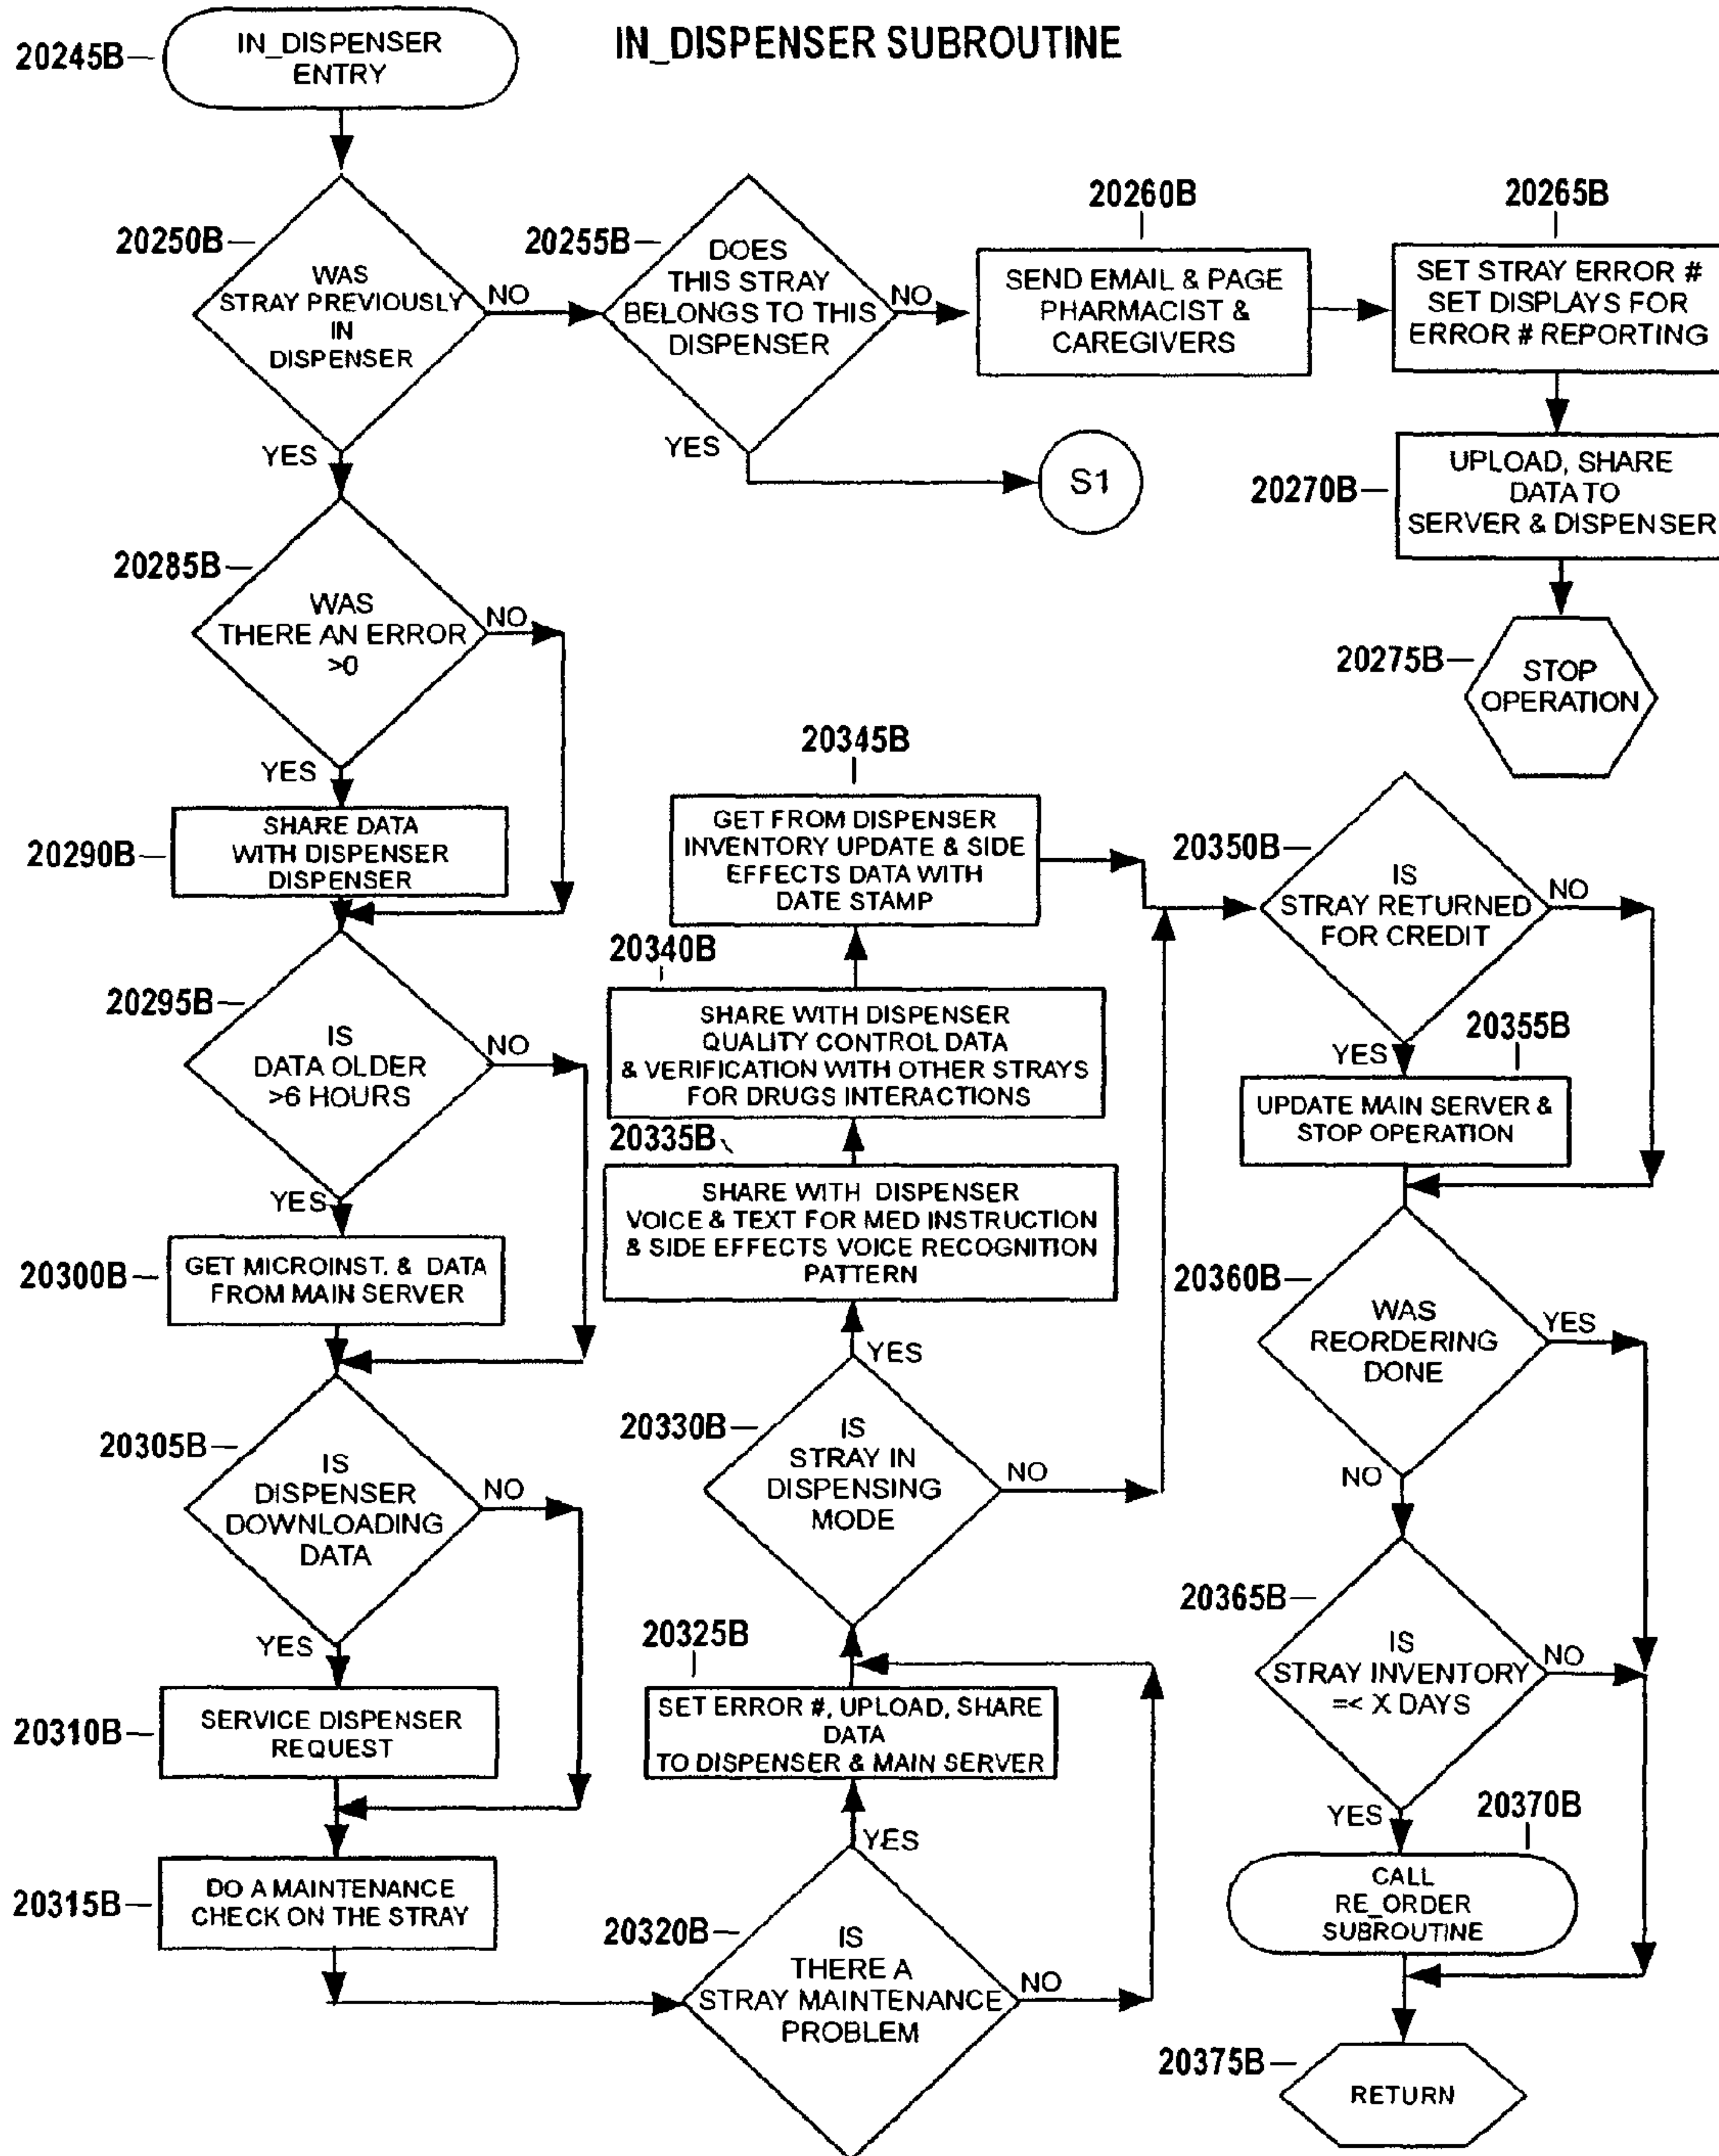 IN_DISPENSER SUBROUTINE
20245B
IN_DISPENSER
ENTRY
20250B
WAS
STRAY PREVIOUSLY
IN
DISPENSER
NO
YES
20255B
DOES
THIS STRAY
BELONGS TO THIS
DISPENSER
NO
YES
S1
20260B
SEND EMAIL & PAGE
PHARMACIST &
CAREGIVERS
20265B
SET STRAY ERROR #
SET DISPLAYS FOR
ERROR # REPORTING
20270B
UPLOAD, SHARE
DATA TO
SERVER & DISPENSER
20275B
STOP
OPERATION
20285B
WAS
THERE AN ERROR
>0
NO
YES
20290B
SHARE DATA
WITH DISPENSER
DISPENSER
20295B
IS
DATA OLDER
>6 HOURS
NO
YES
20300B
GET MICROINST. & DATA
FROM MAIN SERVER
20305B
IS
DISPENSER
DOWNLOADING
DATA
NO
YES
20310B
SERVICE DISPENSER
REQUEST
20315B
DO A MAINTENANCE
CHECK ON THE STRAY
20320B
IS
THERE A
STRAY MAINTENANCE
PROBLEM
NO
YES
20325B
SET ERROR #, UPLOAD, SHARE
DATA
TO DISPENSER & MAIN SERVER
20330B
IS
STRAY IN
DISPENSING
MODE
NO
YES
20335B
SHARE WITH DISPENSER
VOICE & TEXT FOR MED INSTRUCTION
& SIDE EFFECTS VOICE RECOGNITION
PATTERN
20340B
SHARE WITH DISPENSER
QUALITY CONTROL DATA
& VERIFICATION WITH OTHER STRAYS
FOR DRUGS INTERACTIONS
20345B
GET FROM DISPENSER
INVENTORY UPDATE & SIDE
EFFECTS DATA WITH
DATE STAMP
20350B
IS
STRAY RETURNED
FOR CREDIT
NO
YES
20355B
UPDATE MAIN SERVER &
STOP OPERATION
20360B
WAS
REORDERING
DONE
YES
NO
20365B
IS
STRAY INVENTORY
=< X DAYS
NO
YES
20370B
CALL
RE_ORDER
SUBROUTINE
20375B
RETURN